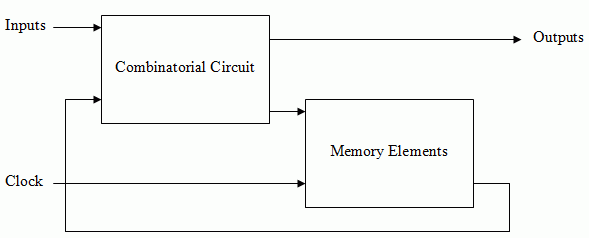 Inputs
Outputs
Combinatorial Circuit
Memory Elements
Clock